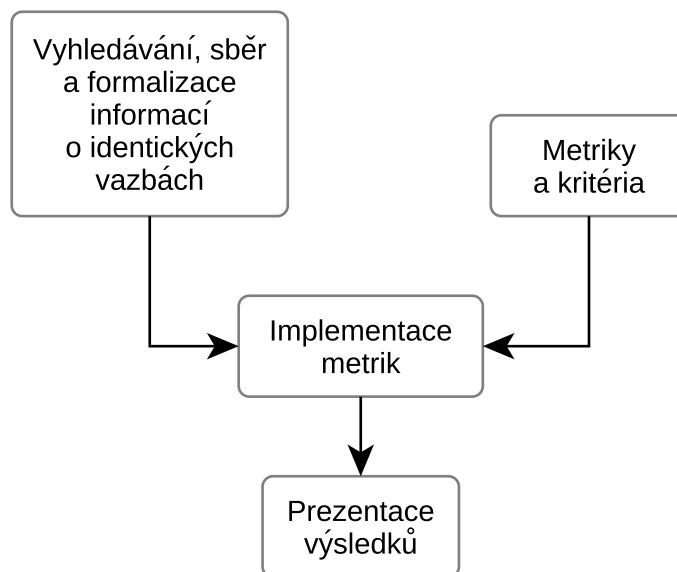 Vyhledávání, sběr
a formalizace
informací
o identických
vazbách
Metriky
a kritéria
Implementace
metrik
Prezentace
výsledků